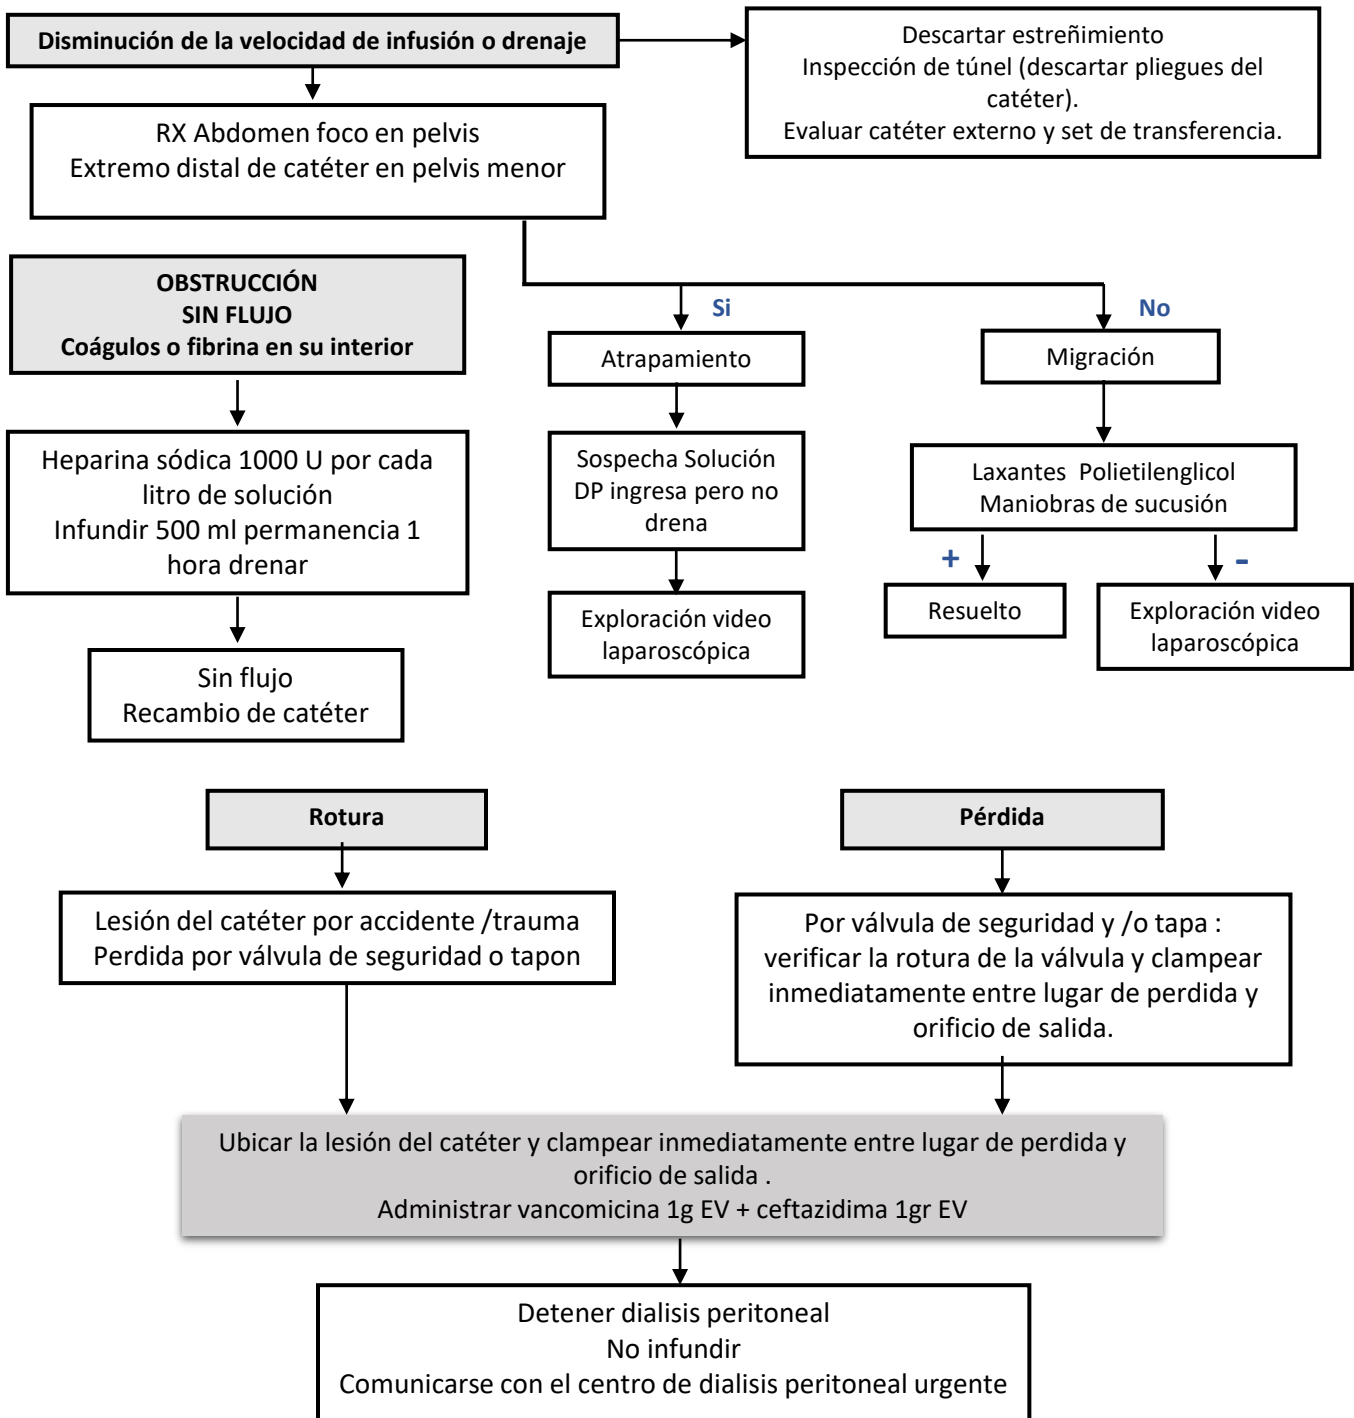 Disminución de la velocidad de infusión o drenaje
Descartar estreñimiento
Inspección de túnel (descartar pliegues del
catéter).
Evaluar catéter externo y set de transferencia.
RX Abdomen foco en pelvis
Extremo distal de catéter en pelvis menor
OBSTRUCCIÓN
SIN FLUJO
Coágulos o fibrina en su interior
Heparina sódica 1000 U por cada
litro de solución
Infundir 500 ml permanencia 1
hora drenar
Sin flujo
Recambio de catéter
Si
Atrapamiento
Sospecha Solución
DP ingresa pero no
drena
Exploración video
laparoscópica
No
Migración
Laxantes Polietilenglicol
Maniobras de sucusión
+
Resuelto
-
Exploración video
laparoscópica
Rotura
Lesión del catéter por accidente /trauma
Perdida por válvula de seguridad o tapon
Pérdida
Por válvula de seguridad y /o tapa :
verificar la rotura de la válvula y clampear
inmediatamente entre lugar de perdida y
orificio de salida.
Ubicar la lesión del catéter y clampear inmediatamente entre lugar de perdida y
orificio de salida .
Administrar vancomicina 1g EV + ceftazidima 1gr EV
Detener dialisis peritoneal
No infundir
Comunicarse con el centro de dialisis peritoneal urgente